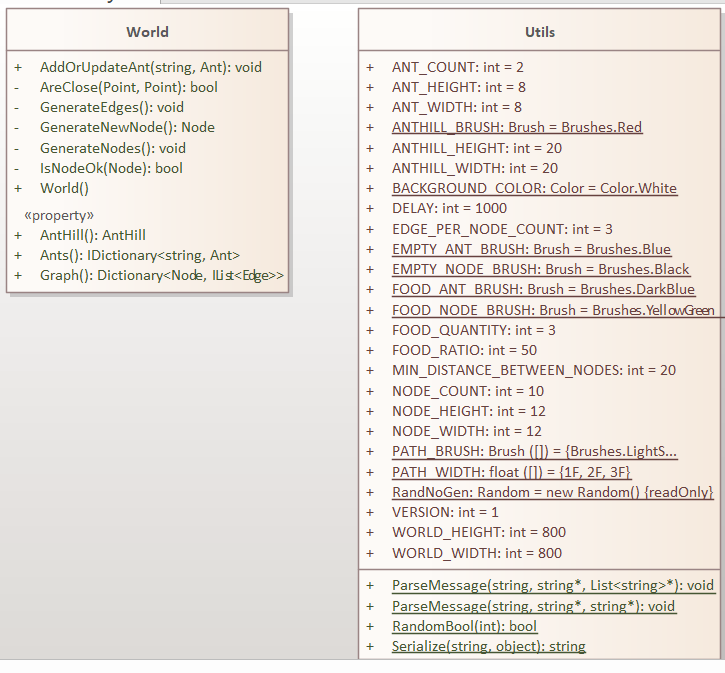 World
+ AddOrUpdateAnt(string, Ant): void
- AreClose(Point, Point): bool
- GenerateEdges(): void
- GenerateNewNode(): Node
- GenerateNodes(): void
- IsNodeOk(Node): bool
+ World()
«property»
+ AntHill(): AntHill
+ Ants(): IDictionary<string, Ant>
+ Graph(): Dictionary<Node, IList<Edge>>
Utils
+ ANT_COUNT: int = 2
+ ANT_HEIGHT: int = 8
+ ANT_WIDTH: int = 8
+ ANTHILL_BRUSH: Brush = Brushes.Red
+ ANTHILL_HEIGHT: int = 20
+ ANTHILL_WIDTH: int = 20
+ BACKGROUND_COLOR: Color = Color.White
+ DELAY: int = 1000
+ EDGE_PER_NODE_COUNT: int = 3
+ EMPTY_ANT_BRUSH: Brush = Brushes.Blue
+ EMPTY_NODE_BRUSH: Brush = Brushes.Black
+ FOOD_ANT_BRUSH: Brush = Brushes.DarkBlue
+ FOOD_NODE_BRUSH: Brush = Brushes.YellowGreen
+ FOOD_QUANTITY: int = 3
+ FOOD_RATIO: int = 50
+ MIN_DISTANCE_BETWEEN_NODES: int = 20
+ NODE_COUNT: int = 10
+ NODE_HEIGHT: int = 12
+ NODE_WIDTH: int = 12
+ PATH_BRUSH: Brush ([]) = {Brushes.LightS...
+ PATH_WIDTH: float ([]) = {1F, 2F, 3F}
+ RandNoGen: Random = new Random() {readOnly}
+ VERSION: int = 1
+ WORLD_HEIGHT: int = 800
+ WORLD_WIDTH: int = 800
+ ParseMessage(string, string*, List<string>*): void
+ ParseMessage(string, string*, string*): void
+ RandomBool(int): bool
+ Serialize(string, object): string